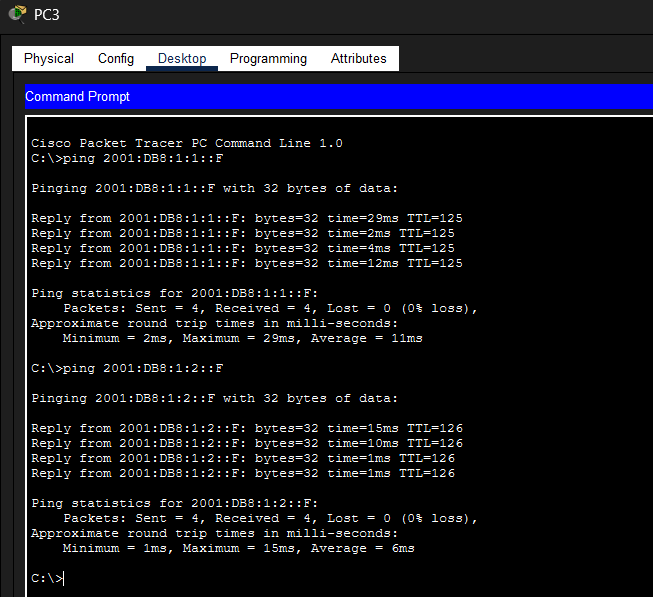 PC3
Physical Config Desktop Programming Attributes
Command Prompt
Cisco Packet Tracer PC Command Line 1.0
C:\>ping 2001:DB8:1:1::F
Pinging 2001:DB8:1:1::F with 32 bytes of data:
Reply from 2001:DB8:1:1::F: bytes=32 time=29ms TTL=125
Reply from 2001:DB8:1:1::F: bytes=32 time=2ms TTL=125
Reply from 2001:DB8:1:1::F: bytes=32 time=4ms TTL=125
Reply from 2001:DB8:1:1::F: bytes=32 time=12ms TTL=125
Ping statistics for 2001:DB8:1:1::F:
Packets: Sent = 4, Received = 4, Lost = 0 (0% loss),
Approximate round trip times in milli-seconds:
Minimum = 2ms, Maximum = 29ms, Average = 11ms
C:\>ping 2001:DB8:1:2::F
Pinging 2001:DB8:1:2::F with 32 bytes of data:
Reply from 2001:DB8:1:2::F: bytes=32 time=15ms TTL=126
Reply from 2001:DB8:1:2::F: bytes=32 time=10ms TTL=126
Reply from 2001:DB8:1:2::F: bytes=32 time=1ms TTL=126
Reply from 2001:DB8:1:2::F: bytes=32 time=1ms TTL=126
Ping statistics for 2001:DB8:1:2::F:
Packets: Sent = 4, Received = 4, Lost = 0 (0% loss),
Approximate round trip times in milli-seconds:
Minimum = 1ms, Maximum = 15ms, Average = 6ms
C:\>